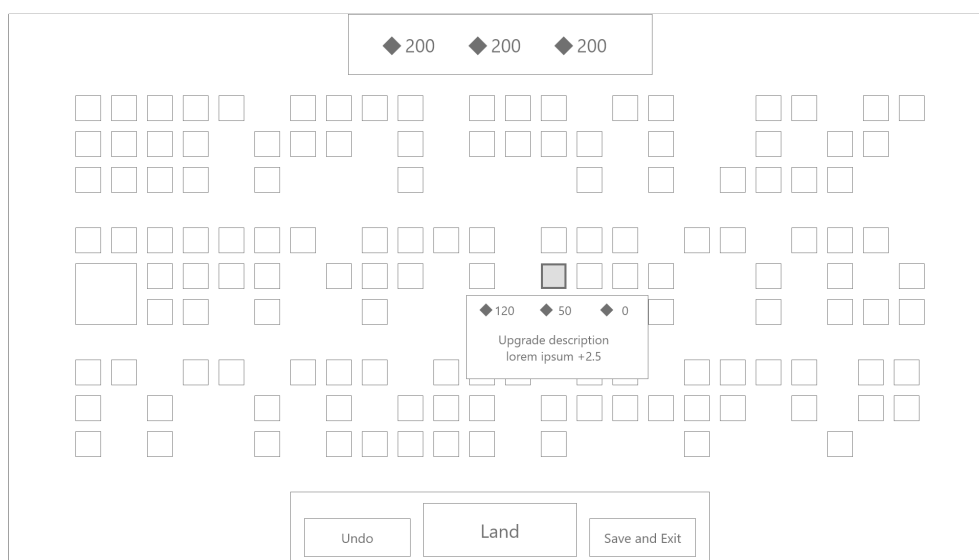 200 200 200
120 50 0
Upgrade description
lorem ipsum +2.5
Undo Land Save and Exit